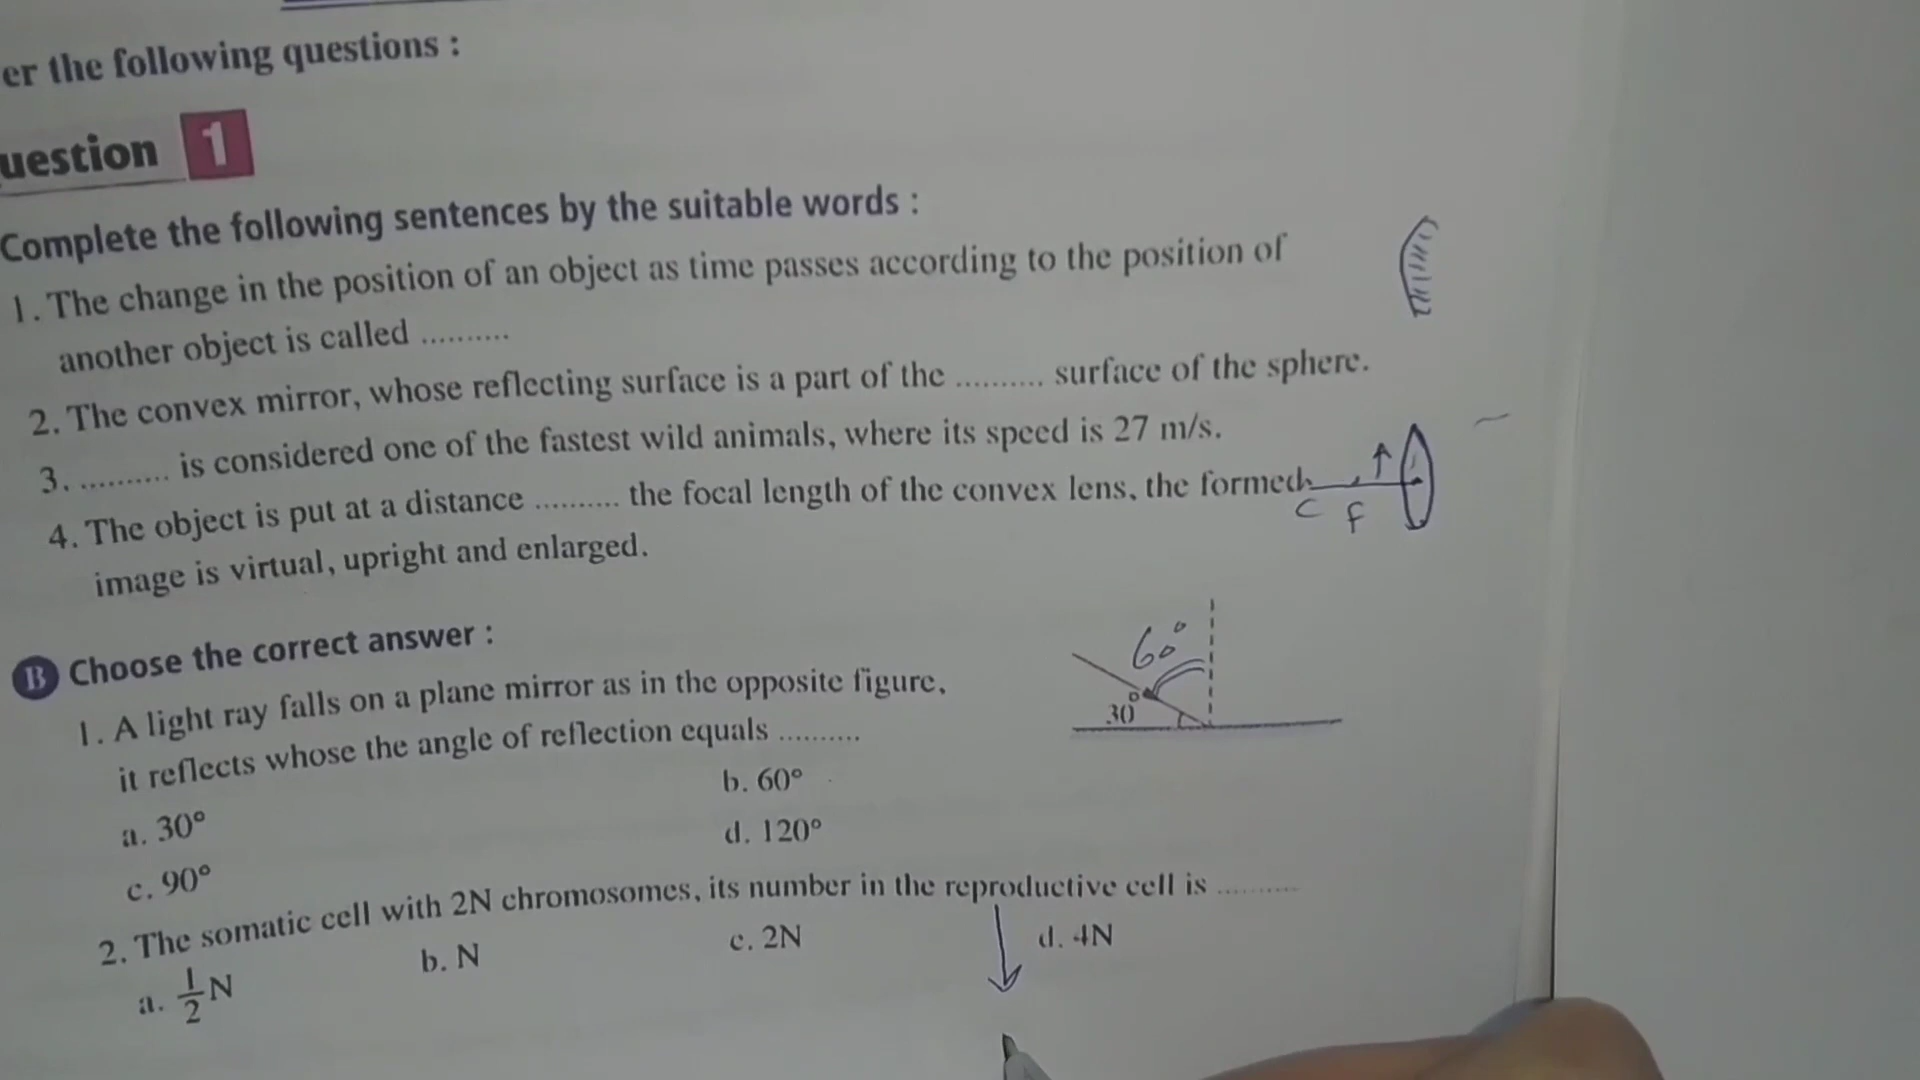 er the following questions :
uestion 1
Complete the following sentences by the suitable words :
1. The change in the position of an object as time passes according to the position of
another object is called ..........
2. The convex mirror, whose reflecting surface is a part of the .......... surface of the sphere.
3. .......... is considered one of the fastest wild animals, where its speed is 27 m/s.
4. The object is put at a distance .......... the focal length of the convex lens, the formed
C F
image is virtual, upright and enlarged.
B Choose the correct answer :
60°
30°
1. A light ray falls on a plane mirror as in the opposite figure,
it reflects whose the angle of reflection equals ..........
a. 30° b. 60°
c. 90° d. 120°
2. The somatic cell with 2N chromosomes, its number in the reproductive cell is ..........
a. 1/2 N b. N c. 2N d. 4N